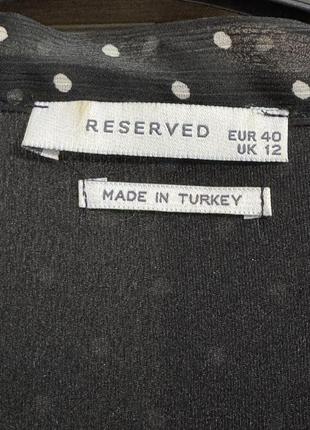 RESERVED
EUR 40
UK 12
MADE IN TURKEY